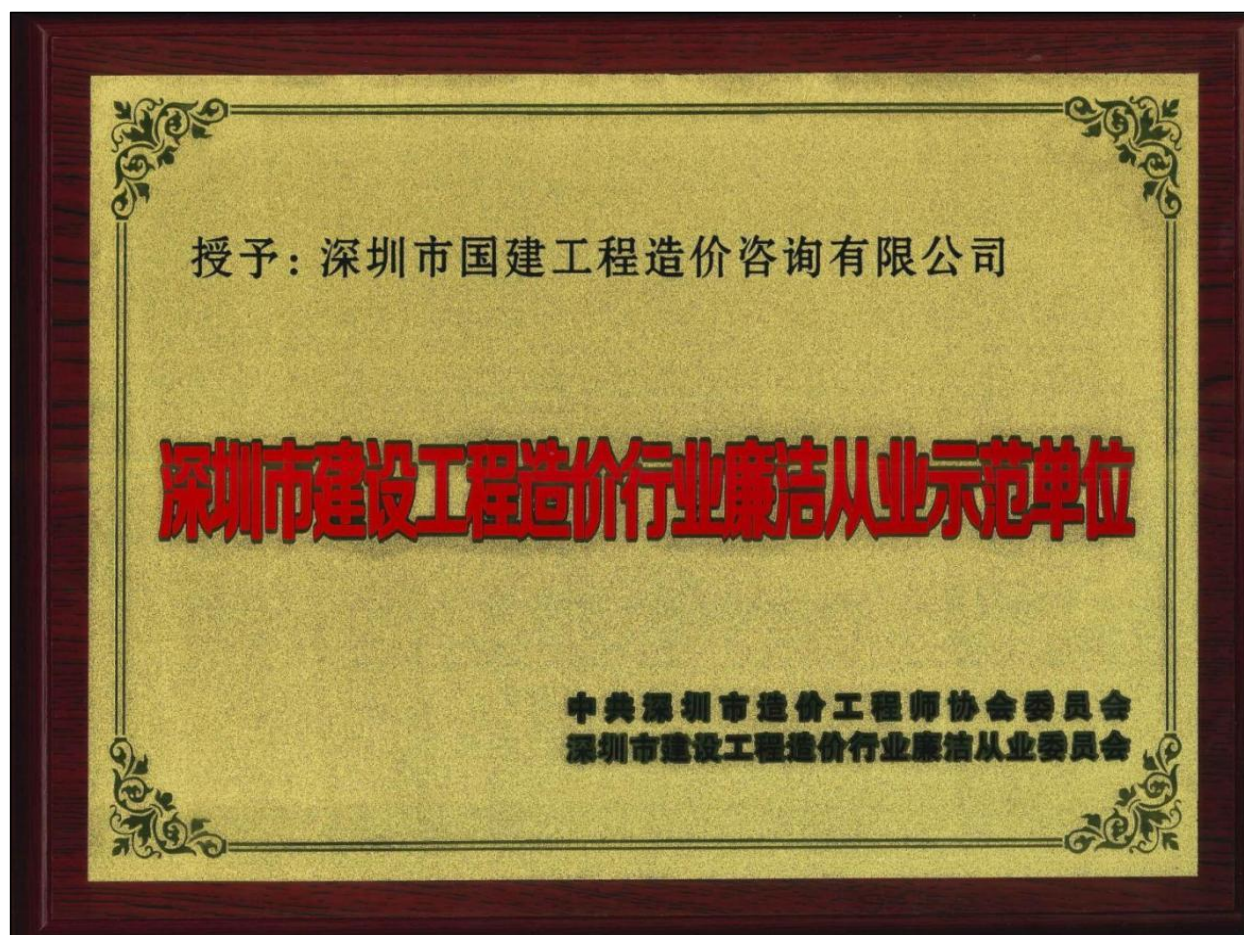 授予：深圳市国建工程造价咨询有限公司
深圳市建设工程造价行业廉洁从业示范单位
中共深圳市造价工程师协会委员会
深圳市建设工程造价行业廉洁从业委员会